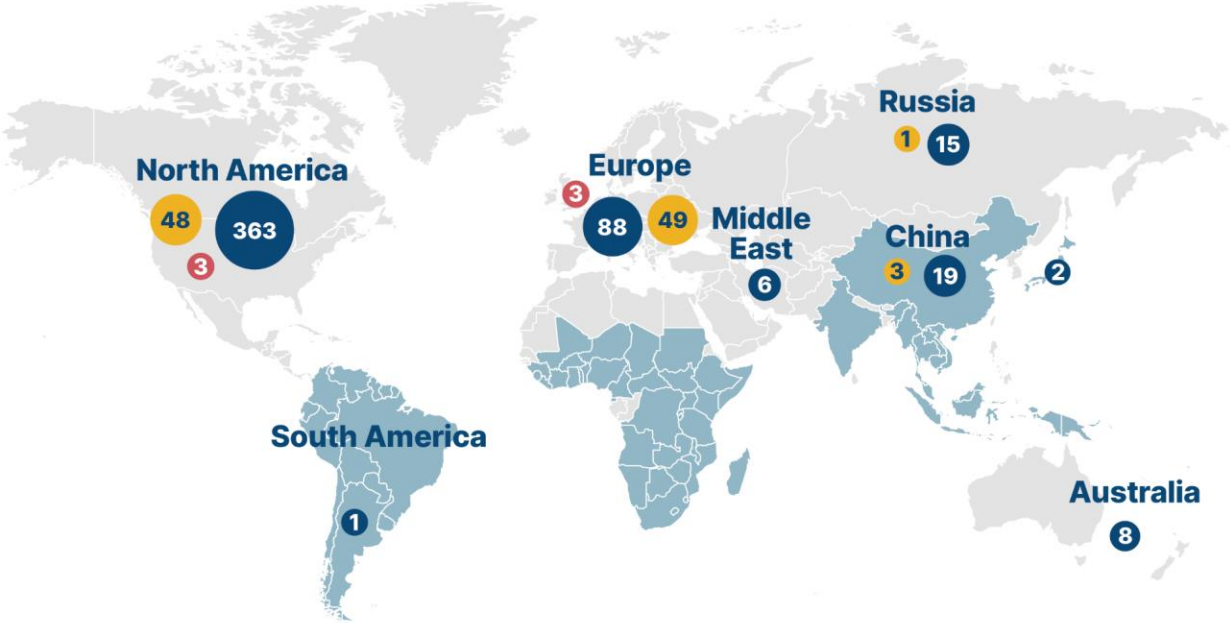 Russia
1
15
North America
48
363
3
Europe
3
88
49
Middle
East
6
China
3
19
2
South America
1
Australia
8